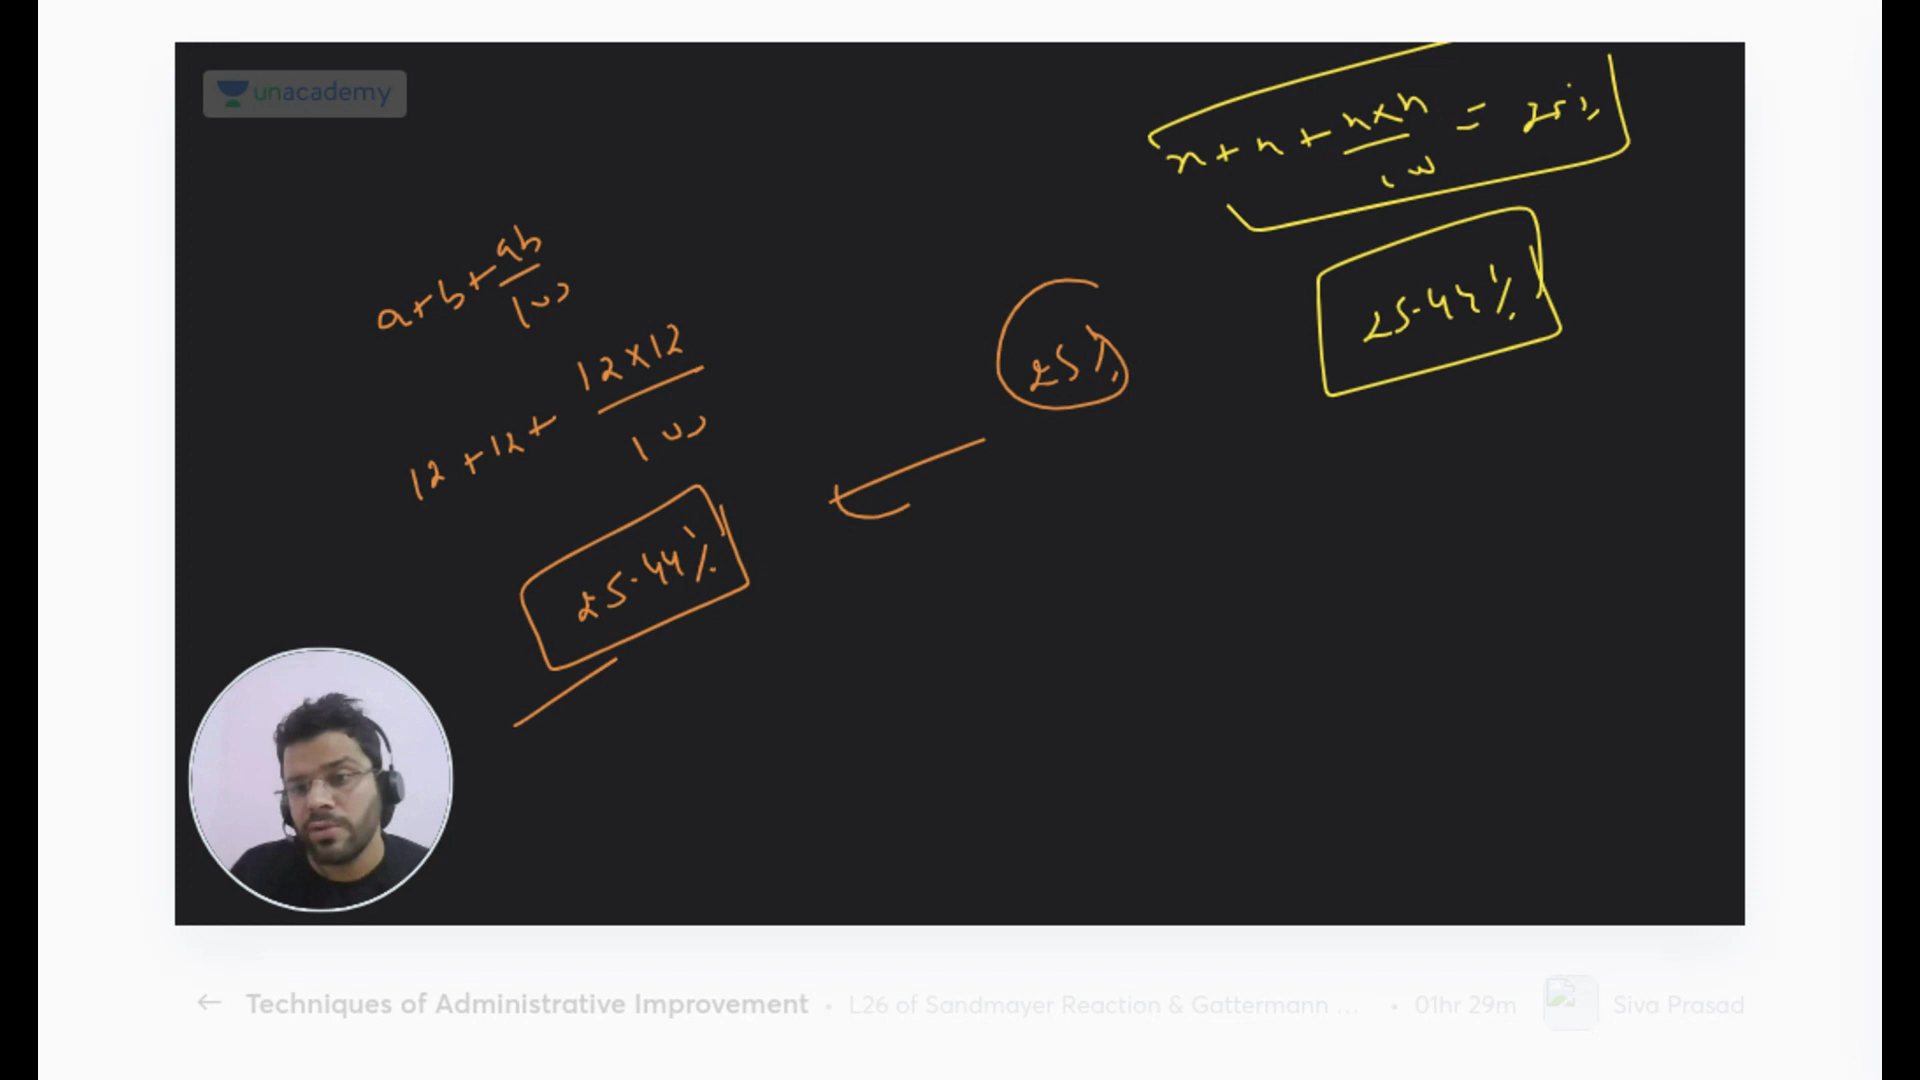 unacademy
x + x + x × x / 100 = 25%
25.44%
a + b + ab / 100
12 + 12 + 12 × 12 / 100
25%
25.44%
← Techniques of Administrative Improvement • L26 of Sandmayer Reaction & Gattermann ... • 01hr 29m Siva Prasad